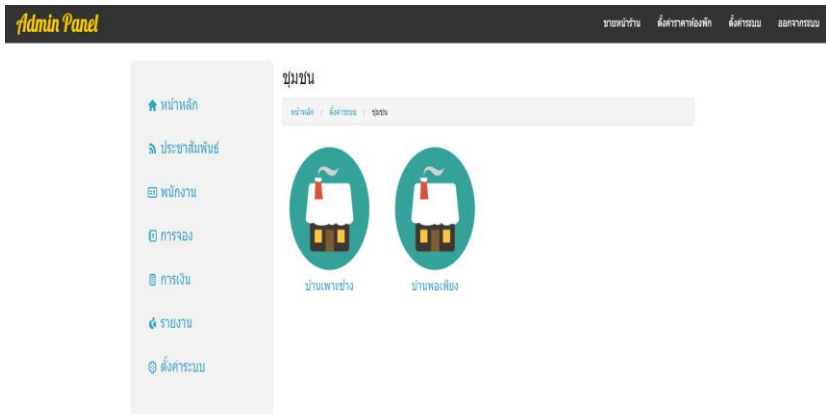 Admin Panel
ขายหน้าร้าน ตั้งค่าราคาห้องพัก ตั้งค่าระบบ ออกจากระบบ
ชุมชน
หน้าหลัก / ตั้งค่าระบบ / ชุมชน
หน้าหลัก
ประชาสัมพันธ์
พนักงาน
การจอง
การเงิน
รายงาน
ตั้งค่าระบบ
บ้านเพาะช้าง
บ้านพอเพียง